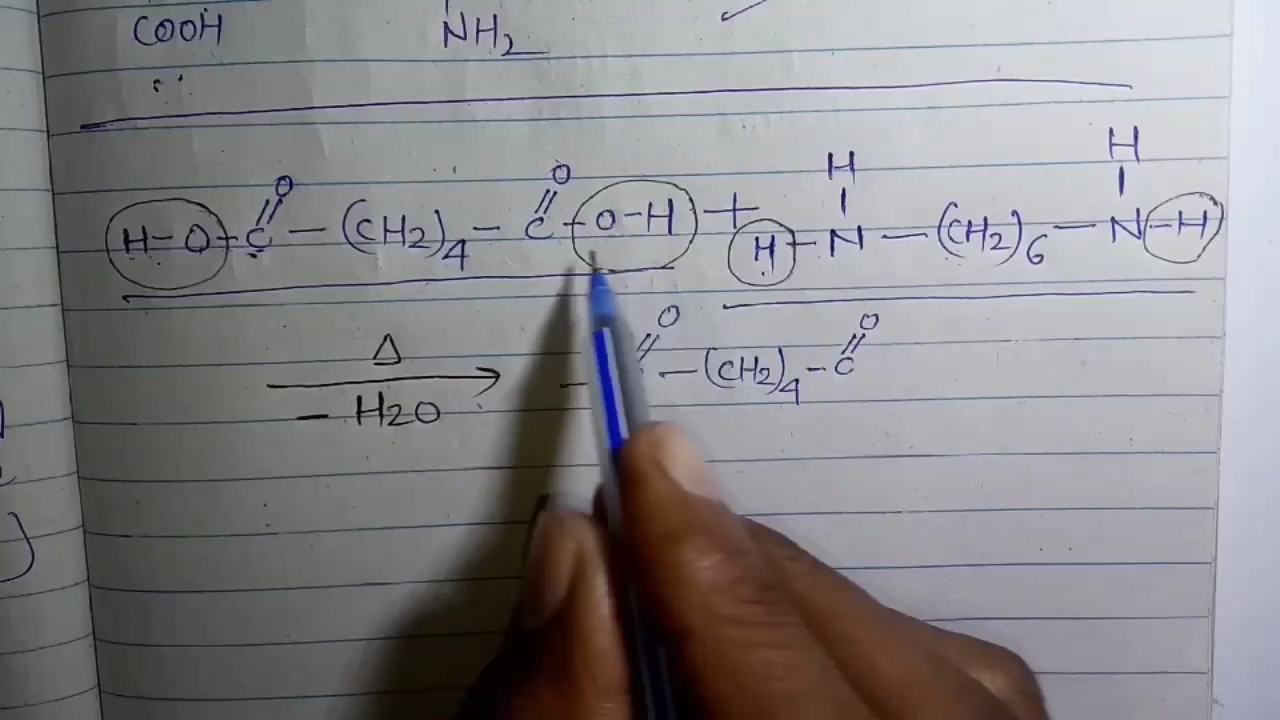 COOH NH2
O O H H
H-O-C-(CH2)4-C-O-H + H-N-(CH2)6-N-H
Δ O O
-(CH2)4-C
- H2O